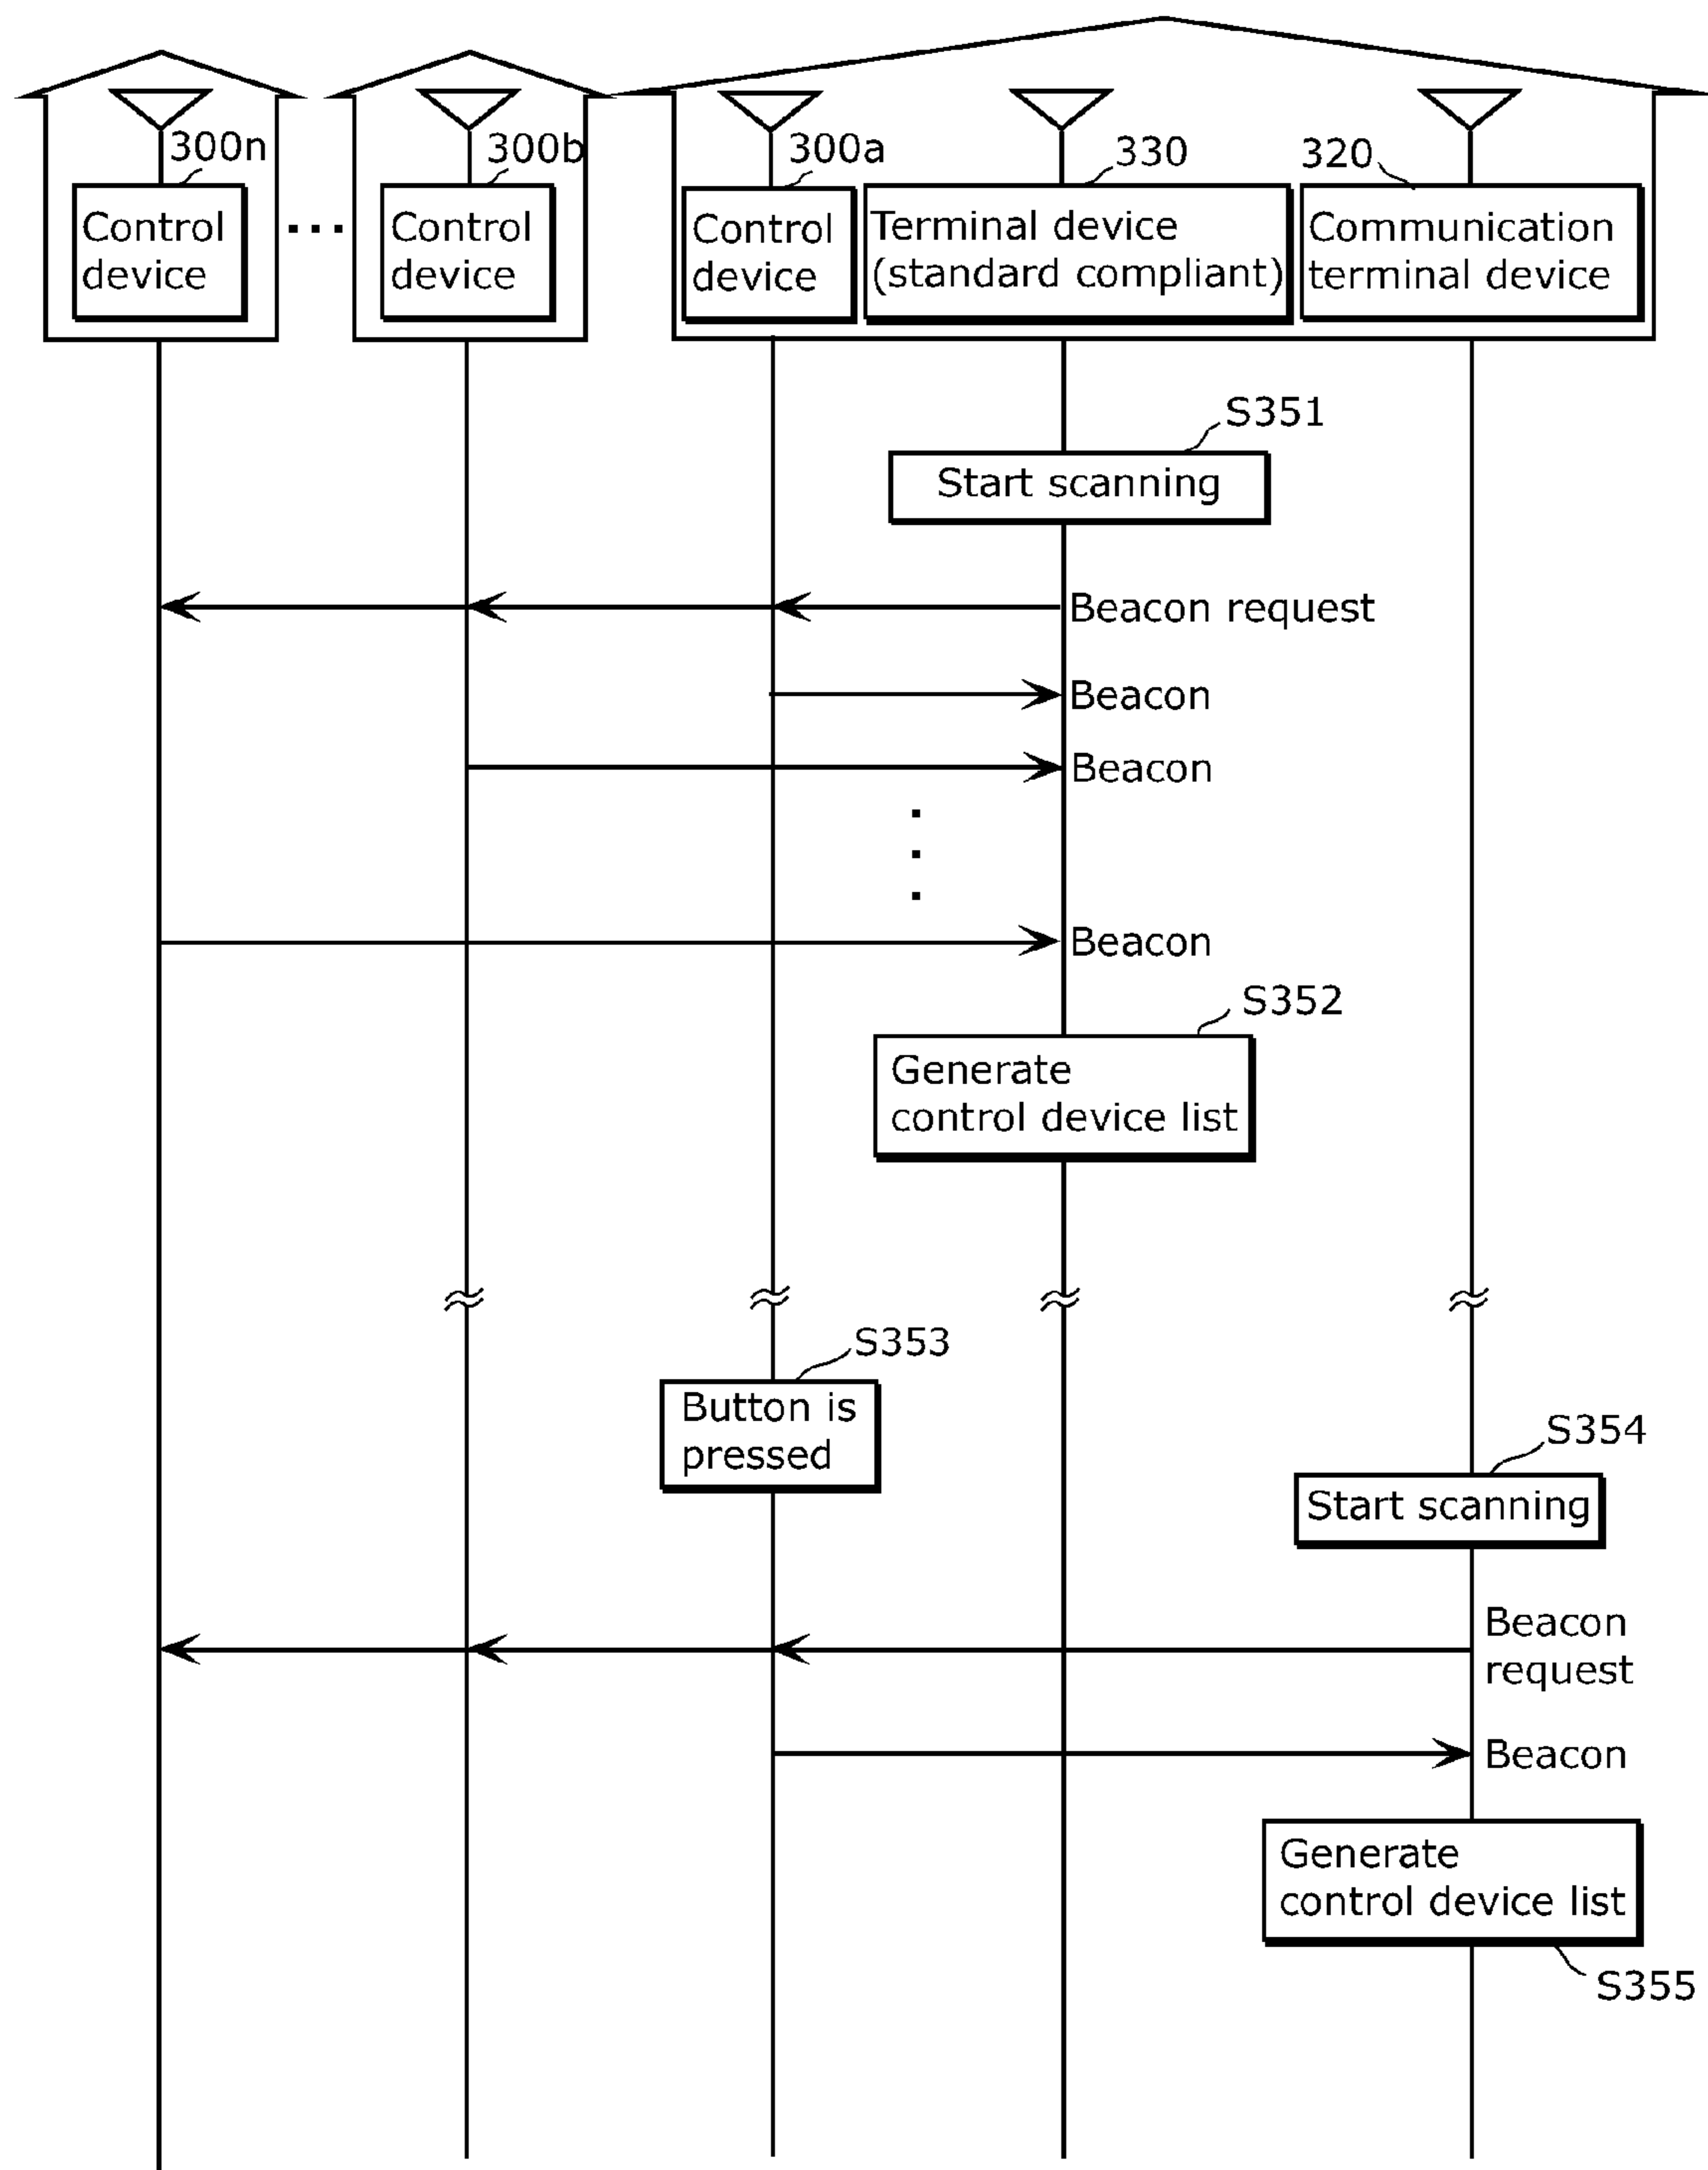 300n
300b
300a
330
320
Control
device
...
Control
device
Control
device
Terminal device
(standard compliant)
Communication
terminal device
S351
Start scanning
Beacon request
Beacon
Beacon
Beacon
S352
Generate
control device list
S353
Button is
pressed
S354
Start scanning
Beacon
request
Beacon
Generate
control device list
S355